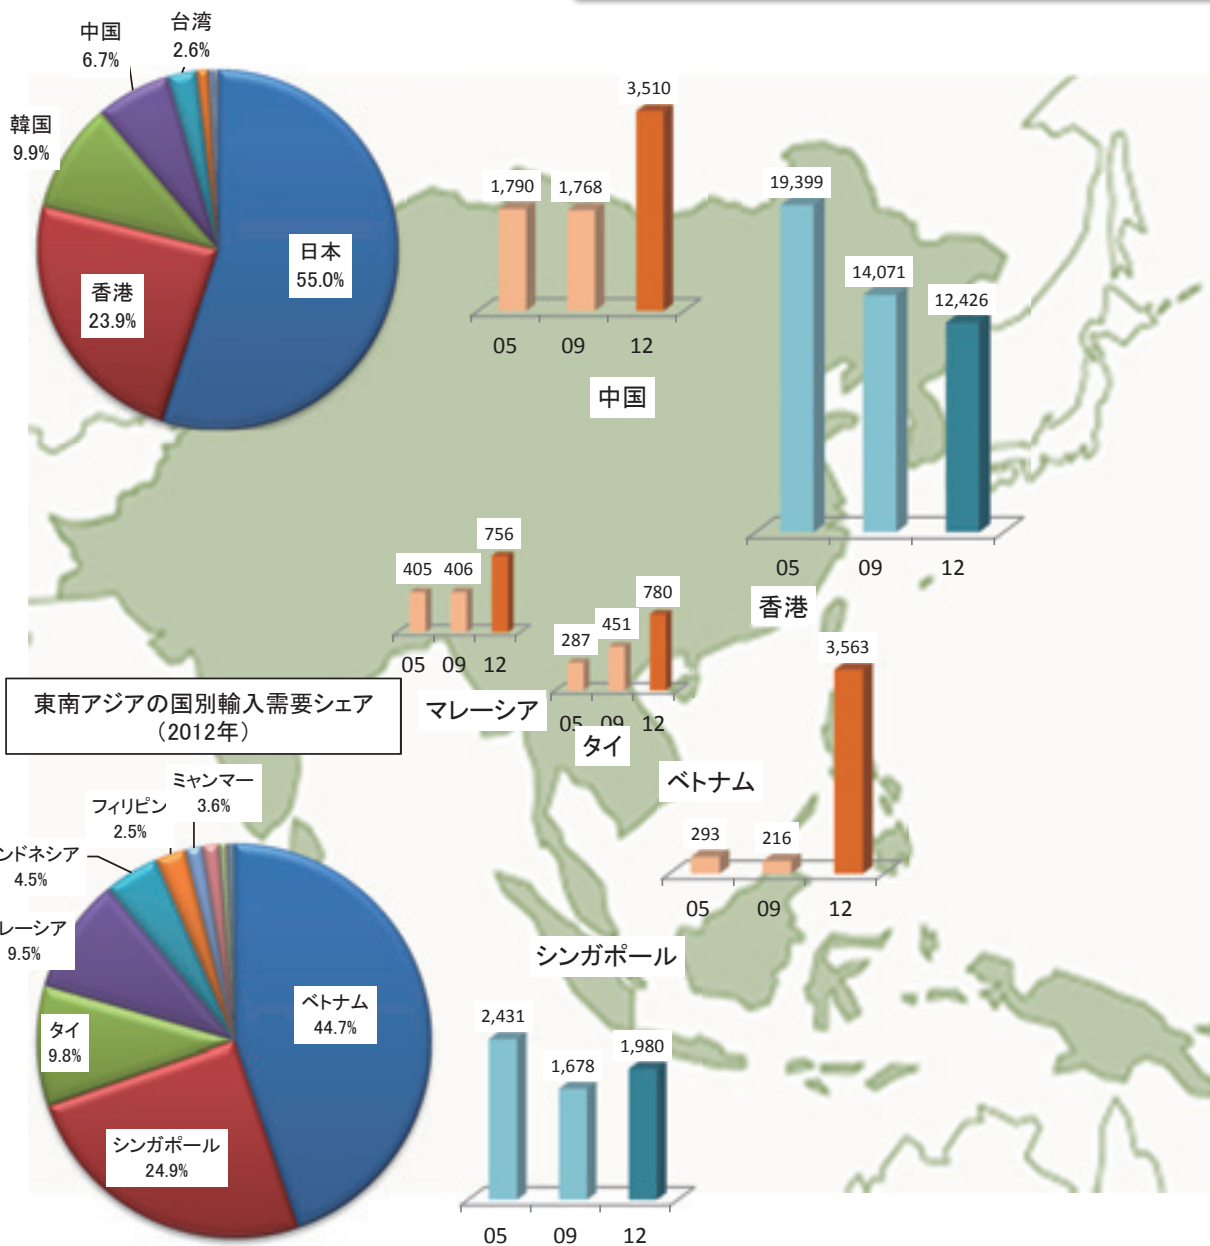 中国
6.7%
台湾
2.6%
韓国
9.9%
日本
55.0%
香港
23.9%
1,790
1,768
3,510
05
09
12
中国
19,399
14,071
12,426
05
09
12
香港
405
406
756
05
09
12
マレーシア
287
451
780
05
09
12
タイ
3,563
293
216
05
09
12
ベトナム
東南アジアの国別輸入需要シェア
（2012年）
ミャンマー
3.6%
フィリピン
2.5%
ンドネシア
4.5%
レーシア
9.5%
タイ
9.8%
ベトナム
44.7%
シンガポール
24.9%
シンガポール
2,431
1,678
1,980
05
09
12